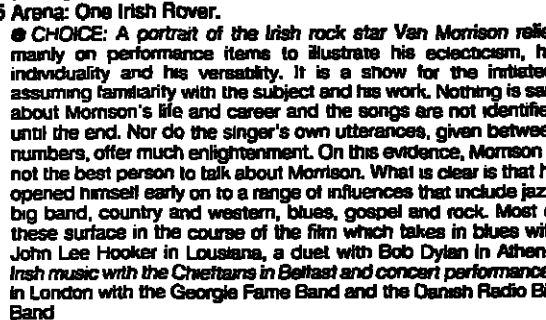 5 Arena: One Irish Rover.
CHOICE: A portrait of the Irish rock star Van Morrison relie
mainly on performance items to illustrate his eclecticism, h
individuality and his versatility. It is a show for the initiated
assuming familiarity with the subject and his work. Nothing is sai
about Morrison's life and career and the songs are not identifie
until the end. Nor do the singer's own utterances, given betwee
numbers, offer much enlightenment. On this evidence, Morrison
not the best person to talk about Morrison. What is clear is that h
opened himself early on to a range of influences that include jaz
big band, country and western, blues, gospel and rock. Most
these surface in the course of the film which takes in blues wi
John Lee Hooker in Lousiana, a duet with Bob Dylan in Athen
Irish music with the Chieftains in Belfast and concert performance
in London with the Georgie Fame Band and the Danish Radio Bi
Band